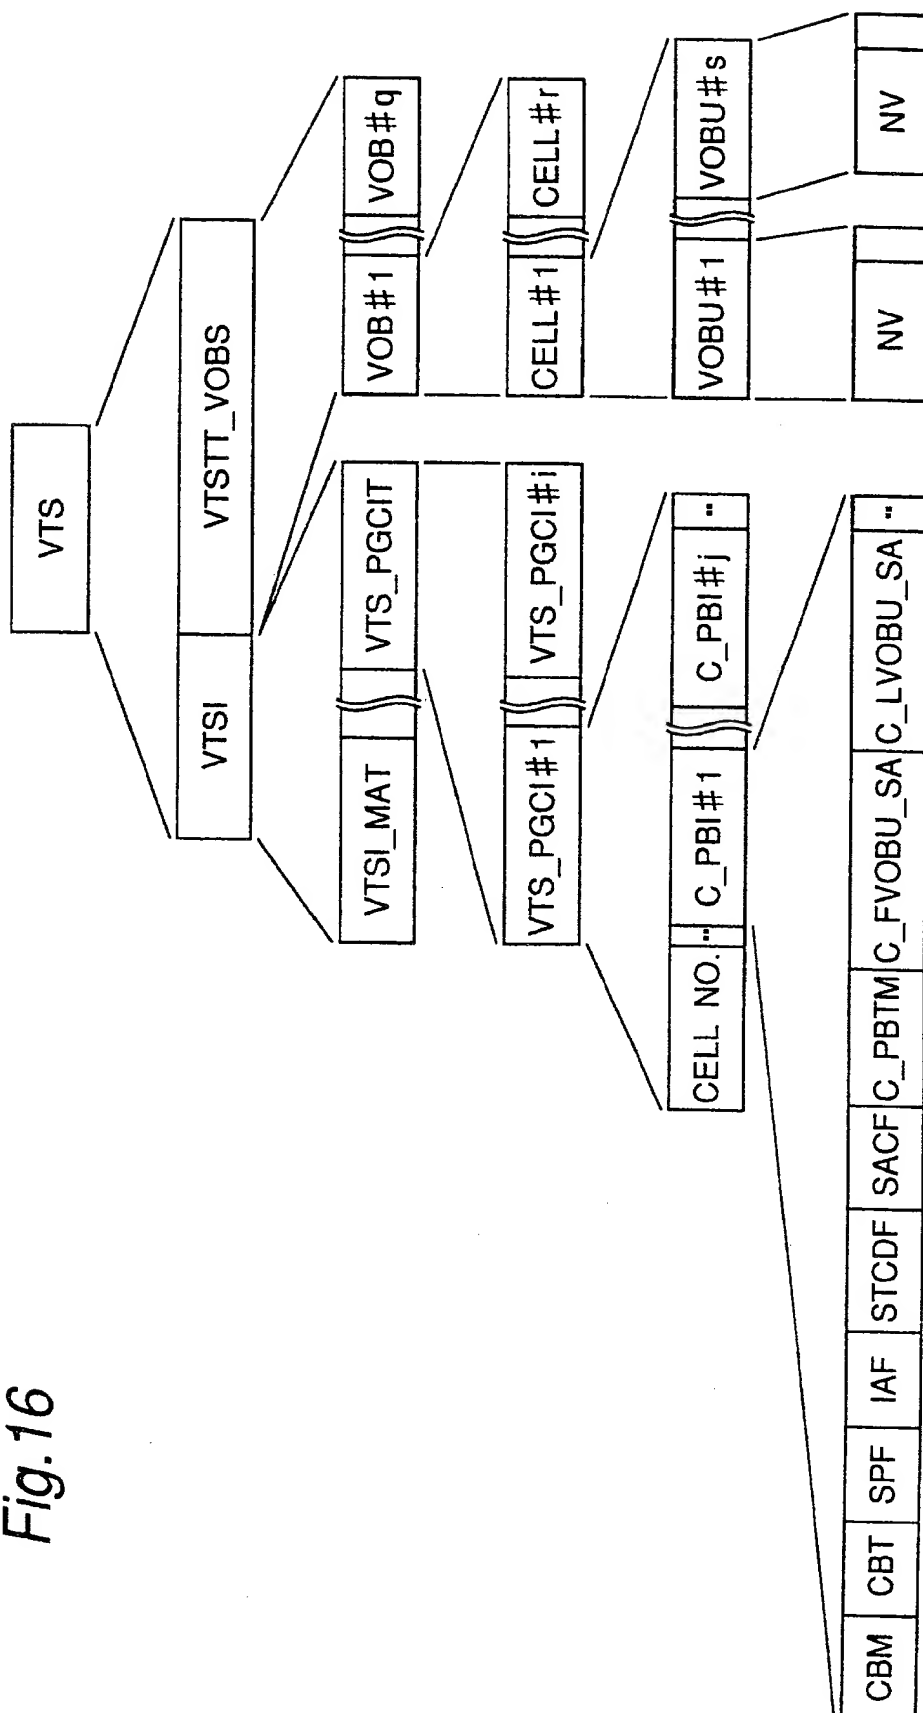 Fig.16
VTS
VTSI VTSTT_VOBS
VTSI_MAT VTS_PGCIT VOB#1 VOB#q
VTS_PGCI#1 VTS_PGCI#i CELL#1 CELL#r
CELL NO. ·· C_PBI#1 C_PBI#j ·· VOBU#1 VOBU#s
CBM CBT SPF IAF STCDF SACF C_PBTM C_FVOBU_SA C_LVOBU_SA ·· NV NV